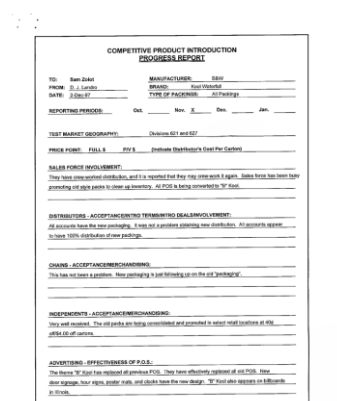 COMPETITIVE PRODUCT INTRODUCTION
PROGRESS REPORT
TO: Sam Zolot MANUFACTURER: B&W
FROM: D. J. Landro BRAND: Kool Waterfall
DATE: 2-Dec-97 TYPE OF PACKINGS: All Packings
REPORTING PERIODS: Oct. Nov. X Dec. Jan.
TEST MARKET GEOGRAPHY: Divisions 621 and 627
PRICE POINT: FULL $ P/V $ (Indicate Distributor's Cost Per Carton)
SALES FORCE INVOLVEMENT:
They have crew-worked distribution, and it is reported that they may crew work it again. Sales force has been busy
promoting old style packs to clean up inventory. All POS is being converted to "B" Kool.
DISTRIBUTORS - ACCEPTANCE/INTRO TERMS/INTRO DEALS/INVOLVEMENT:
All accounts have the new packaging. It was not a problem obtaining new distribution. All accounts appear
to have 100% distribution of new packings.
CHAINS - ACCEPTANCE/MERCHANDISING:
This has not been a problem. New packaging is just following up on the old "packaging".
INDEPENDENTS - ACCEPTANCE/MERCHANDISING:
Very well received. The old packs are being consolidated and promoted in select retail locations at 40¢
off/$4.00 off cartons.
ADVERTISING - EFFECTIVENESS OF P.O.S.:
The theme "B" Kool has replaced all previous POS. They have effectively replaced all old POS. New
door signage, hour signs, poster mats, and clocks have the new design. "B" Kool also appears on billboards
in Illinois.